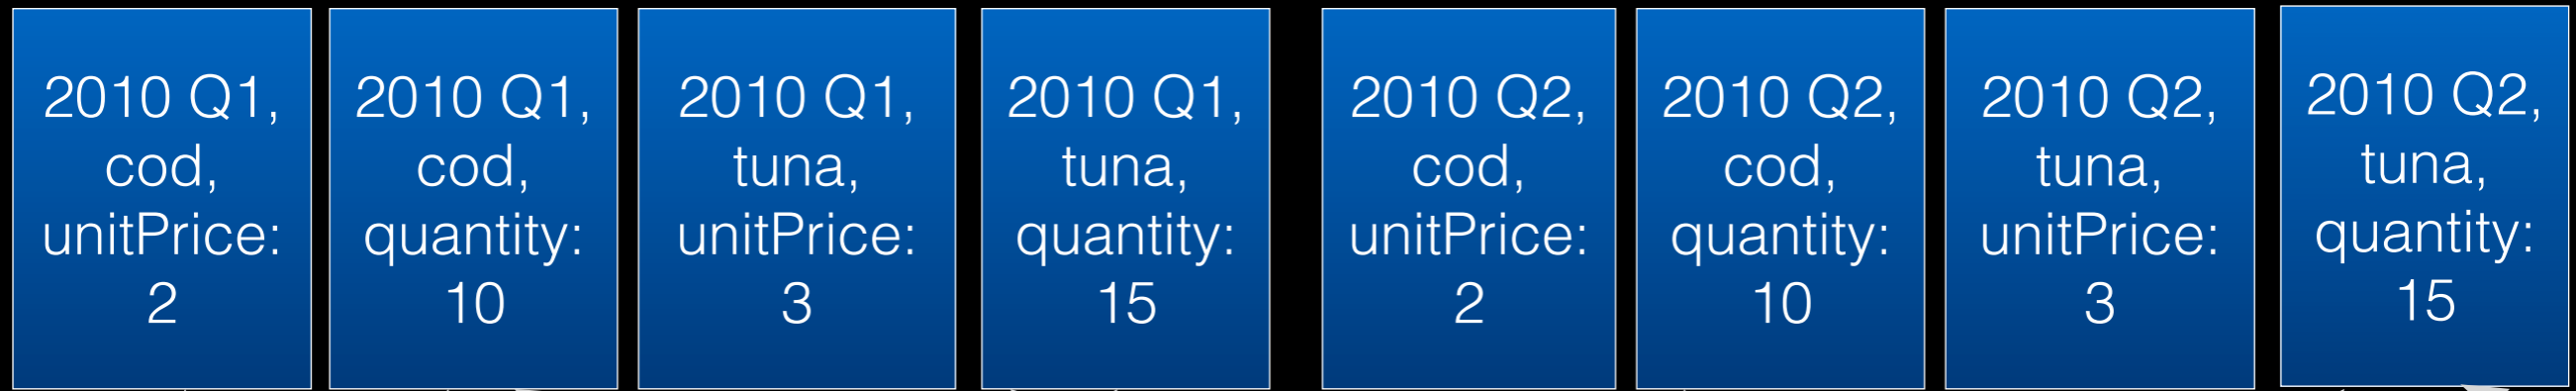 2010 Q1,
cod,
unitPrice:
2
2010 Q1,
cod,
quantity:
10
2010 Q1,
tuna,
unitPrice:
3
2010 Q1,
tuna,
quantity:
15
2010 Q2,
cod,
unitPrice:
2
2010 Q2,
cod,
quantity:
10
2010 Q2,
tuna,
unitPrice:
3
2010 Q2,
tuna,
quantity:
15